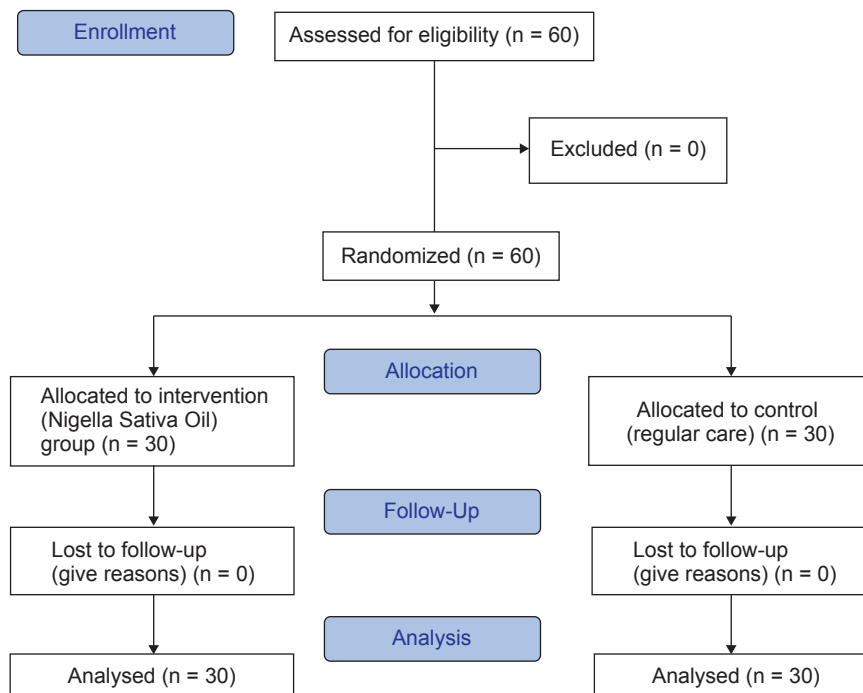 Enrollment
Assessed for eligibility (n = 60)
Excluded (n = 0)
Randomized (n = 60)
Allocation
Allocated to intervention
(Nigella Sativa Oil)
group (n = 30)
Allocated to control
(regular care) (n = 30)
Follow-Up
Lost to follow-up
(give reasons) (n = 0)
Lost to follow-up
(give reasons) (n = 0)
Analysis
Analysed (n = 30)
Analysed (n = 30)